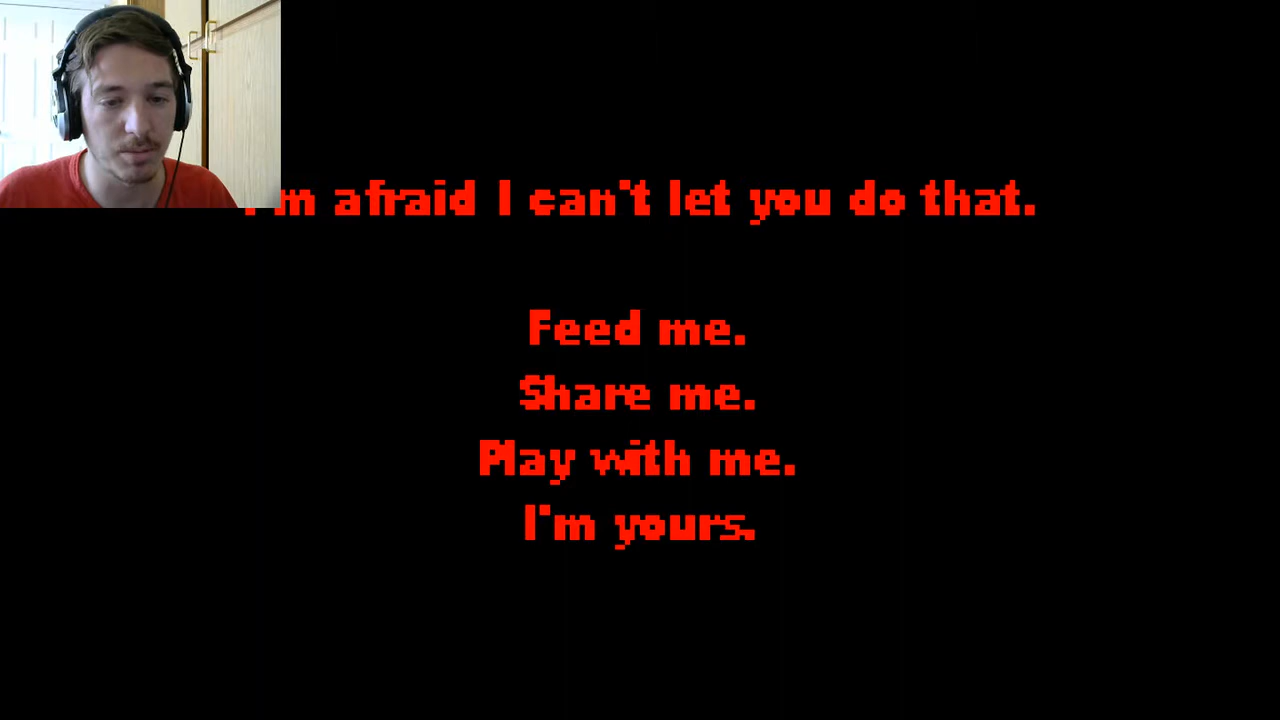 I'm afraid I can't let you do that.
Feed me.
Share me.
Play with me.
I'm yours.